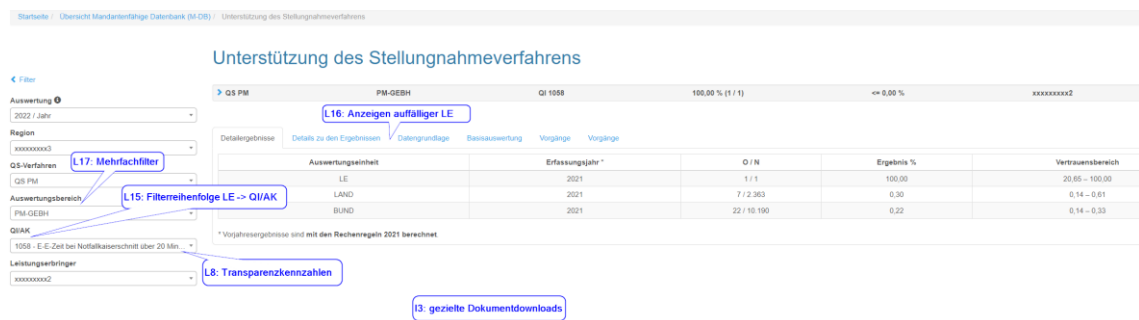 Startseite / Übersicht Mandantenfähige Datenbank (M-DB) / Unterstützung des Stellungnahmeverfahrens
Unterstützung des Stellungnahmeverfahrens
Filter
Auswertung
2022 / Jahr
Region
xxxxxxxxx3
QS-Verfahren
QS PM
Auswertungsbereich
PM-GEBH
QI/AK
1058 - E-E-Zeit bei Notfallkaiserschnitt über 20 Min...
Leistungserbringer
xxxxxxxxx2
L17: Mehrfachfilter
L15: Filterreihenfolge LE -> QI/AK
L8: Transparenzkennzahlen
QS PM PM-GEBH QI 1058 100,00 % (1 / 1) <= 0,00 % xxxxxxxxx2
L16: Anzeigen auffälliger LE
Detailergebnisse Details zu den Ergebnissen Datengrundlage Basisauswertung Vorgänge Vorgänge
Auswertungseinheit Erfassungsjahr * O / N Ergebnis % Vertrauensbereich
LE 2021 1 / 1 100,00 20,65 – 100,00
LAND 2021 7 / 2.363 0,30 0,14 – 0,61
BUND 2021 22 / 10.190 0,22 0,14 – 0,33
* Vorjahresergebnisse sind mit den Rechenregeln 2021 berechnet.
I3: gezielte Dokumentdownloads